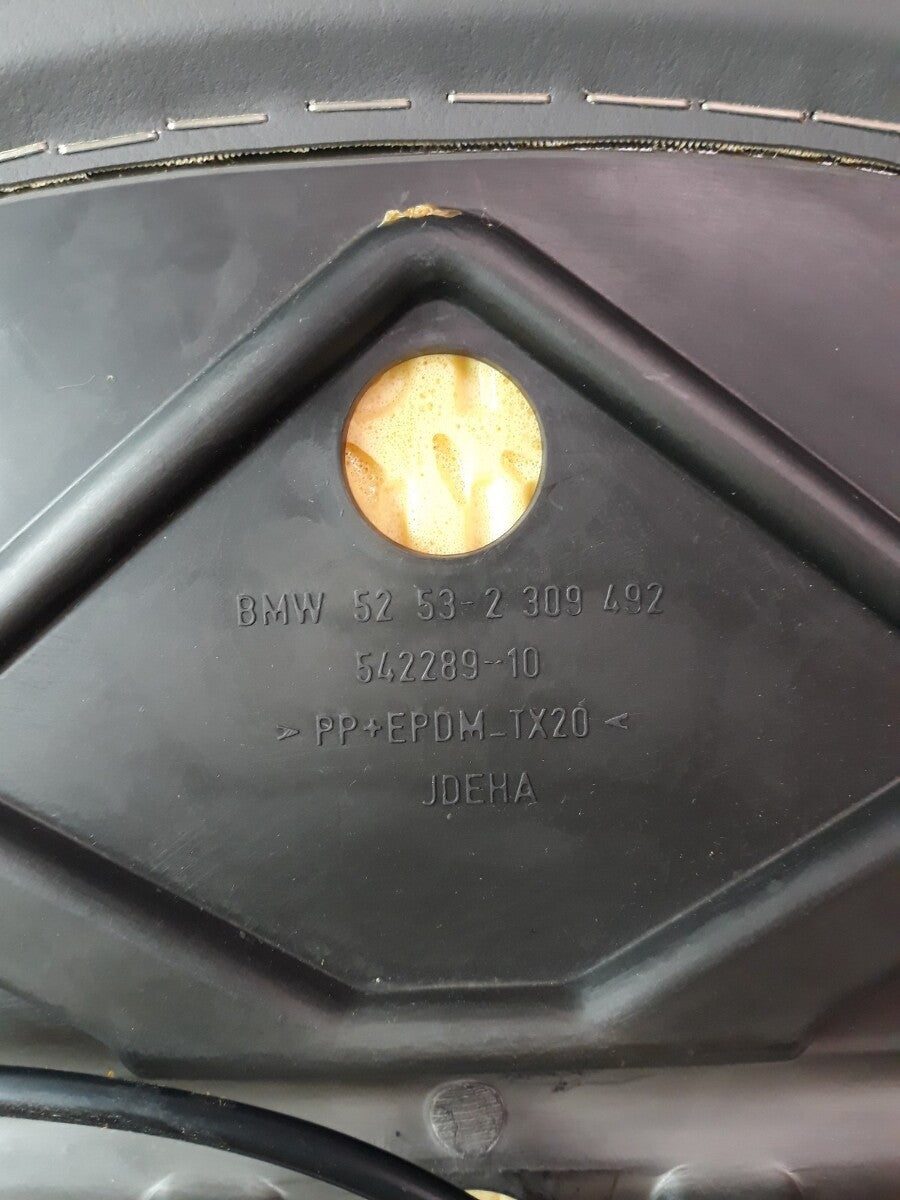 BMW 52 53-2 309 492
542289-10
> PP+EPDM_TX20 <
JDEHA